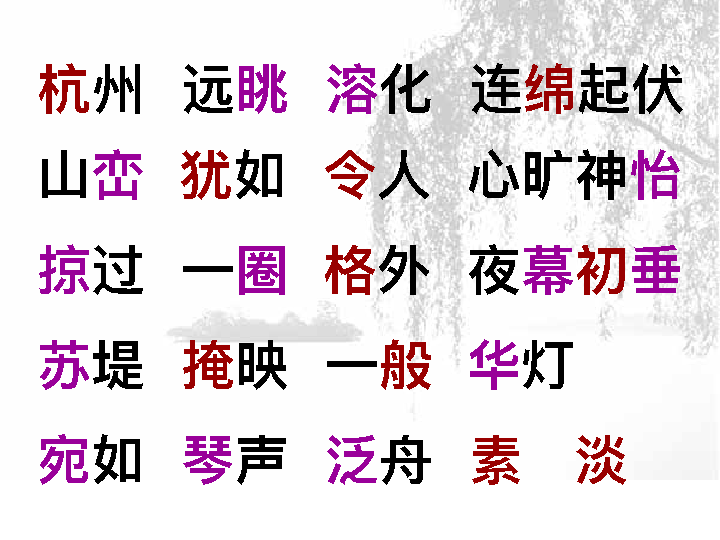 杭州 远眺 溶化 连绵起伏
山峦 犹如 令人 心旷神怡
掠过 一圈 格外 夜幕初垂
苏堤 掩映 一般 华灯
宛如 琴声 泛舟 素 淡